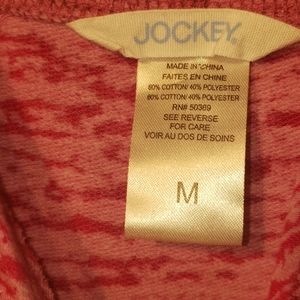 JOCKEY
MADE IN CHINA
FAITES EN CHINE
60% COTTON/ 40% POLYESTER
60% COTTON/ 40% POLYESTER
RN# 50369
SEE REVERSE
FOR CARE
VOIR AU DOS DE SOINS
M